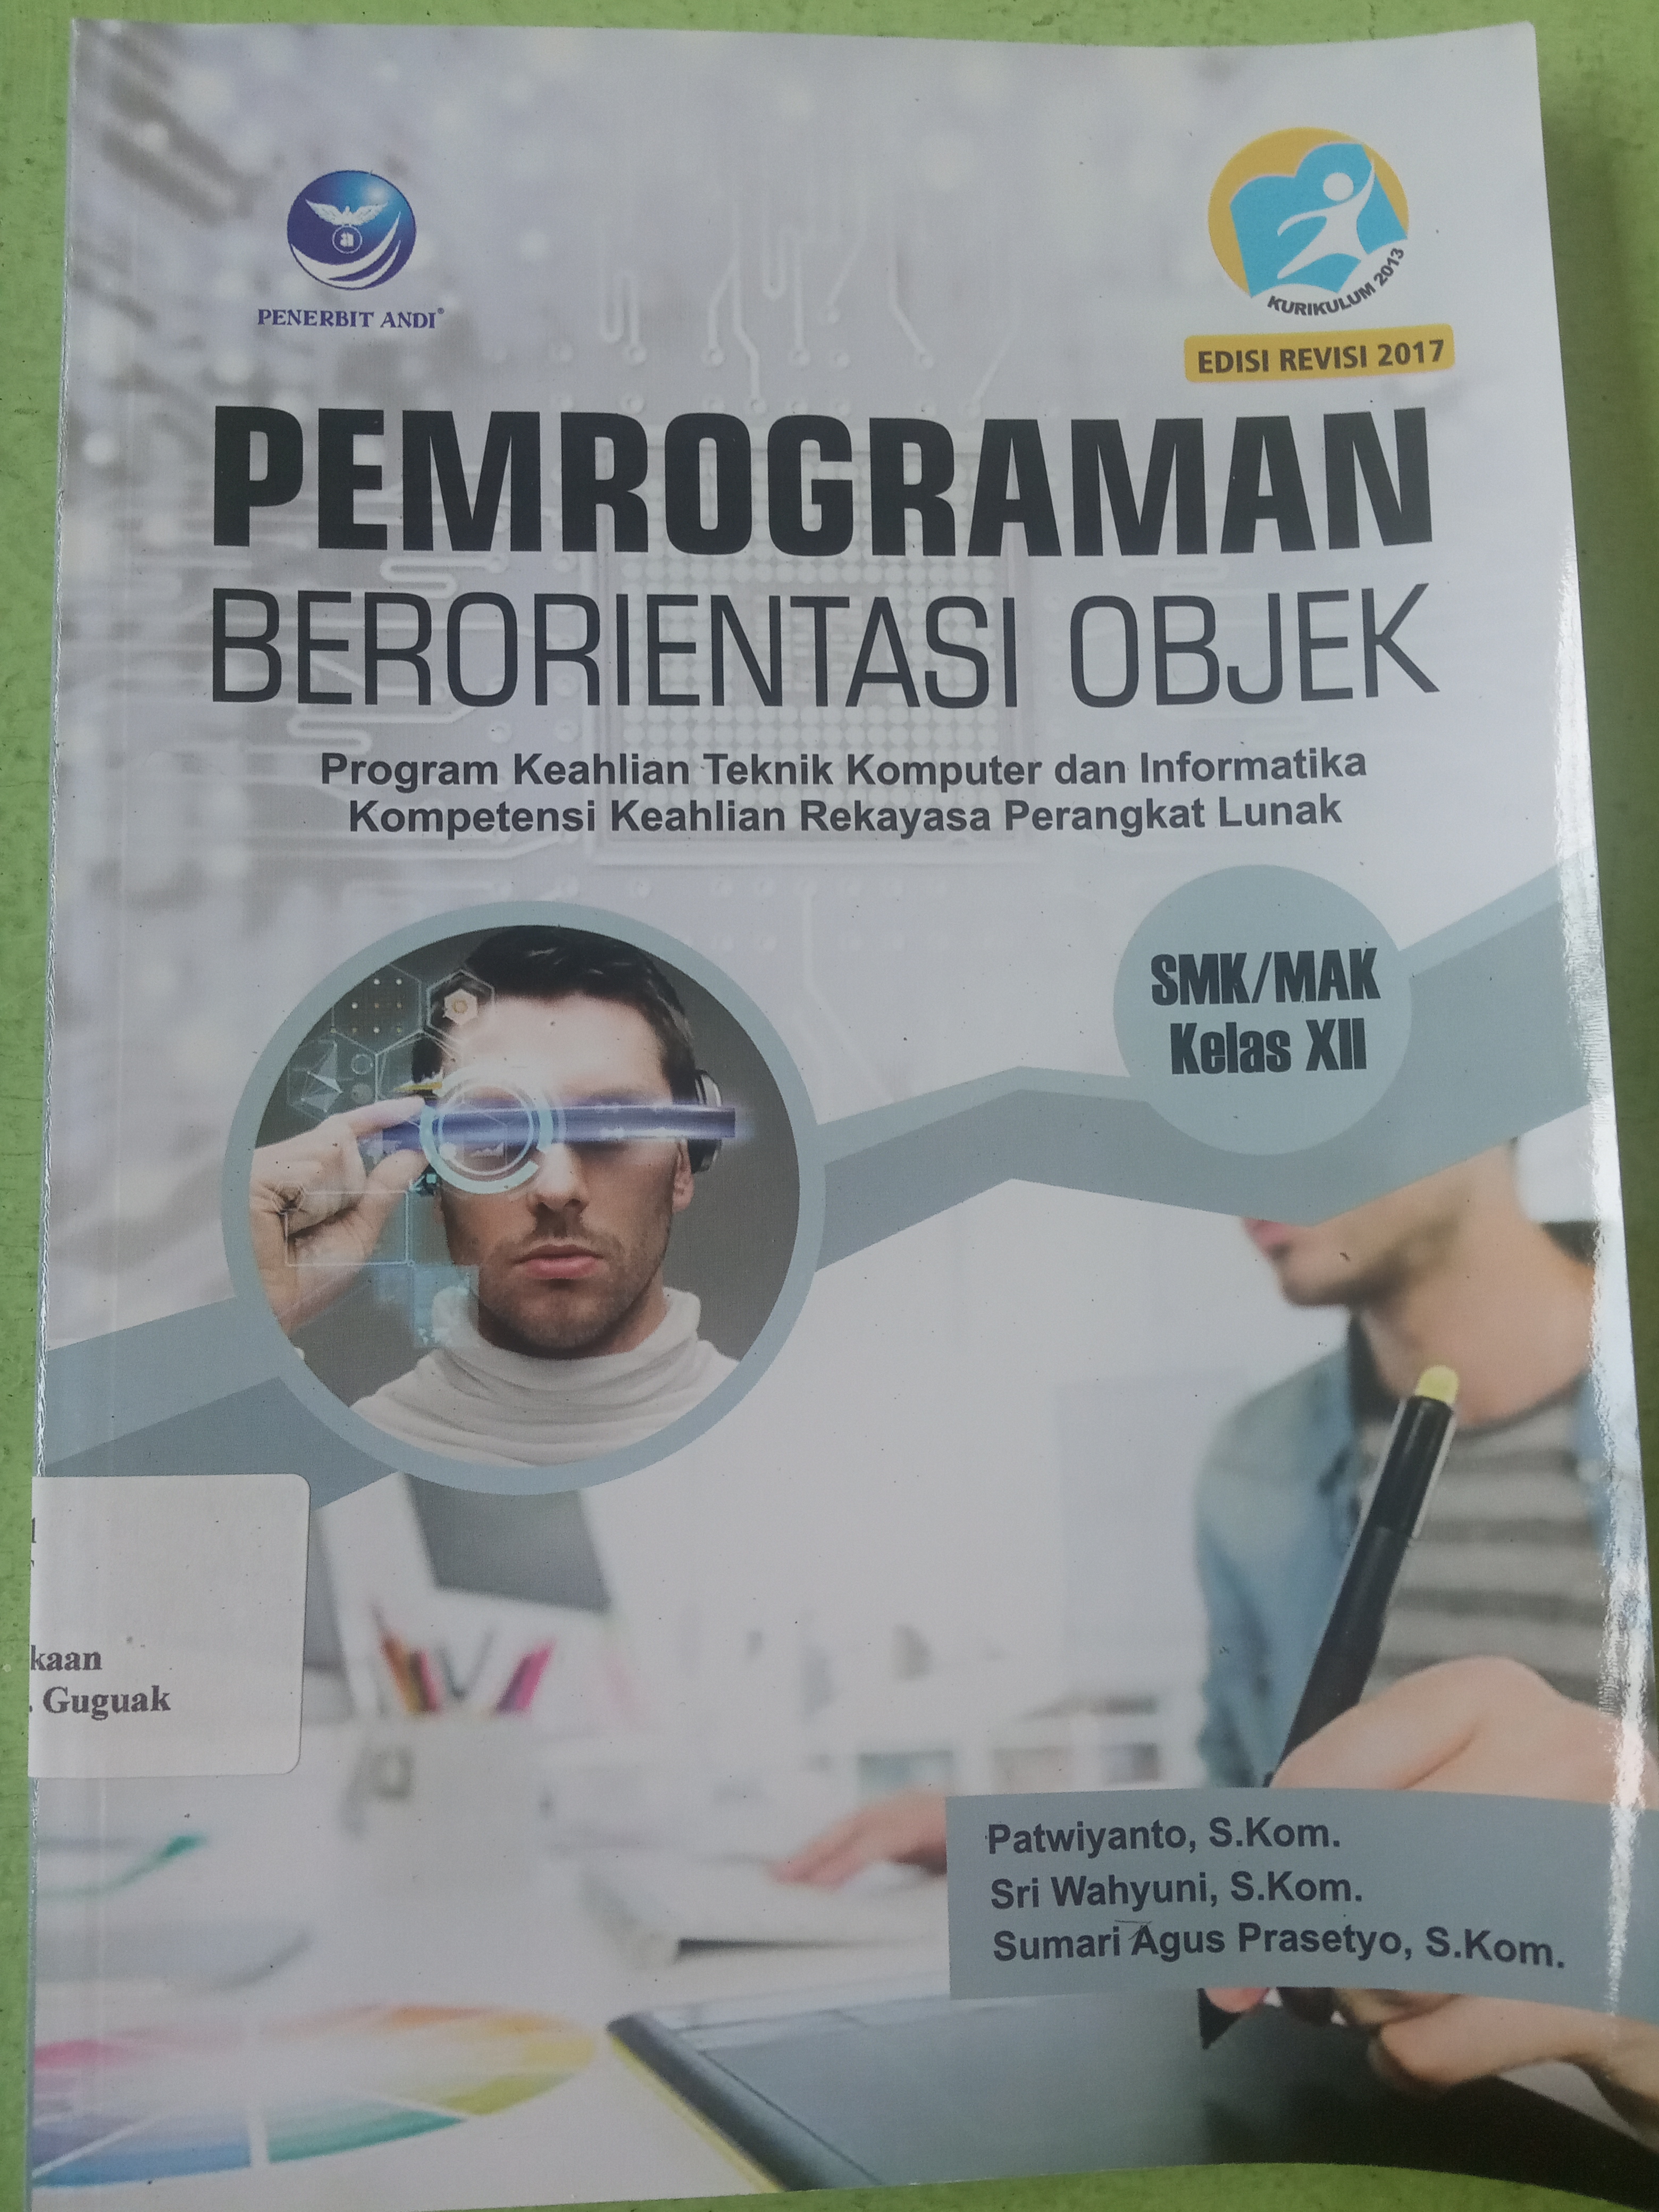 PENERBIT ANDI®
KURIKULUM 2013
EDISI REVISI 2017
PEMROGRAMAN
BERORIENTASI OBJEK
Program Keahlian Teknik Komputer dan Informatika
Kompetensi Keahlian Rekayasa Perangkat Lunak
SMK/MAK
Kelas XII
kaan
. Guguak
Patwiyanto, S.Kom.
Sri Wahyuni, S.Kom.
Sumari Agus Prasetyo, S.Kom.